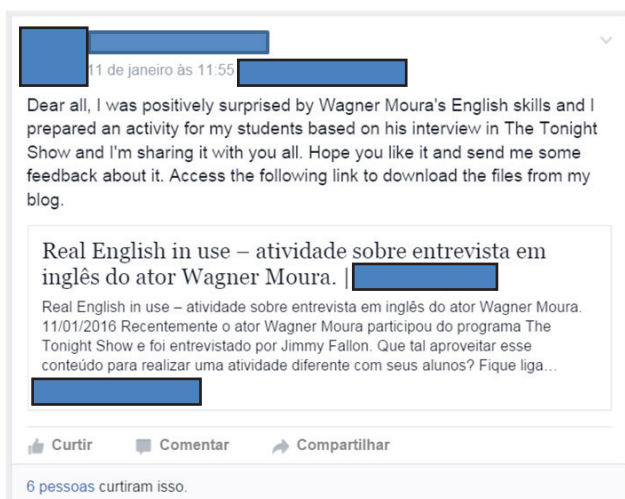 11 de janeiro às 11:55
Dear all, I was positively surprised by Wagner Moura's English skills and I
prepared an activity for my students based on his interview in The Tonight
Show and I'm sharing it with you all. Hope you like it and send me some
feedback about it. Access the following link to download the files from my
blog.
Real English in use – atividade sobre entrevista em
inglês do ator Wagner Moura. |
Real English in use – atividade sobre entrevista em inglês do ator Wagner Moura.
11/01/2016 Recentemente o ator Wagner Moura participou do programa The
Tonight Show e foi entrevistado por Jimmy Fallon. Que tal aproveitar esse
conteúdo para realizar uma atividade diferente com seus alunos? Fique liga...
Curtir Comentar Compartilhar
6 pessoas curtiram isso.